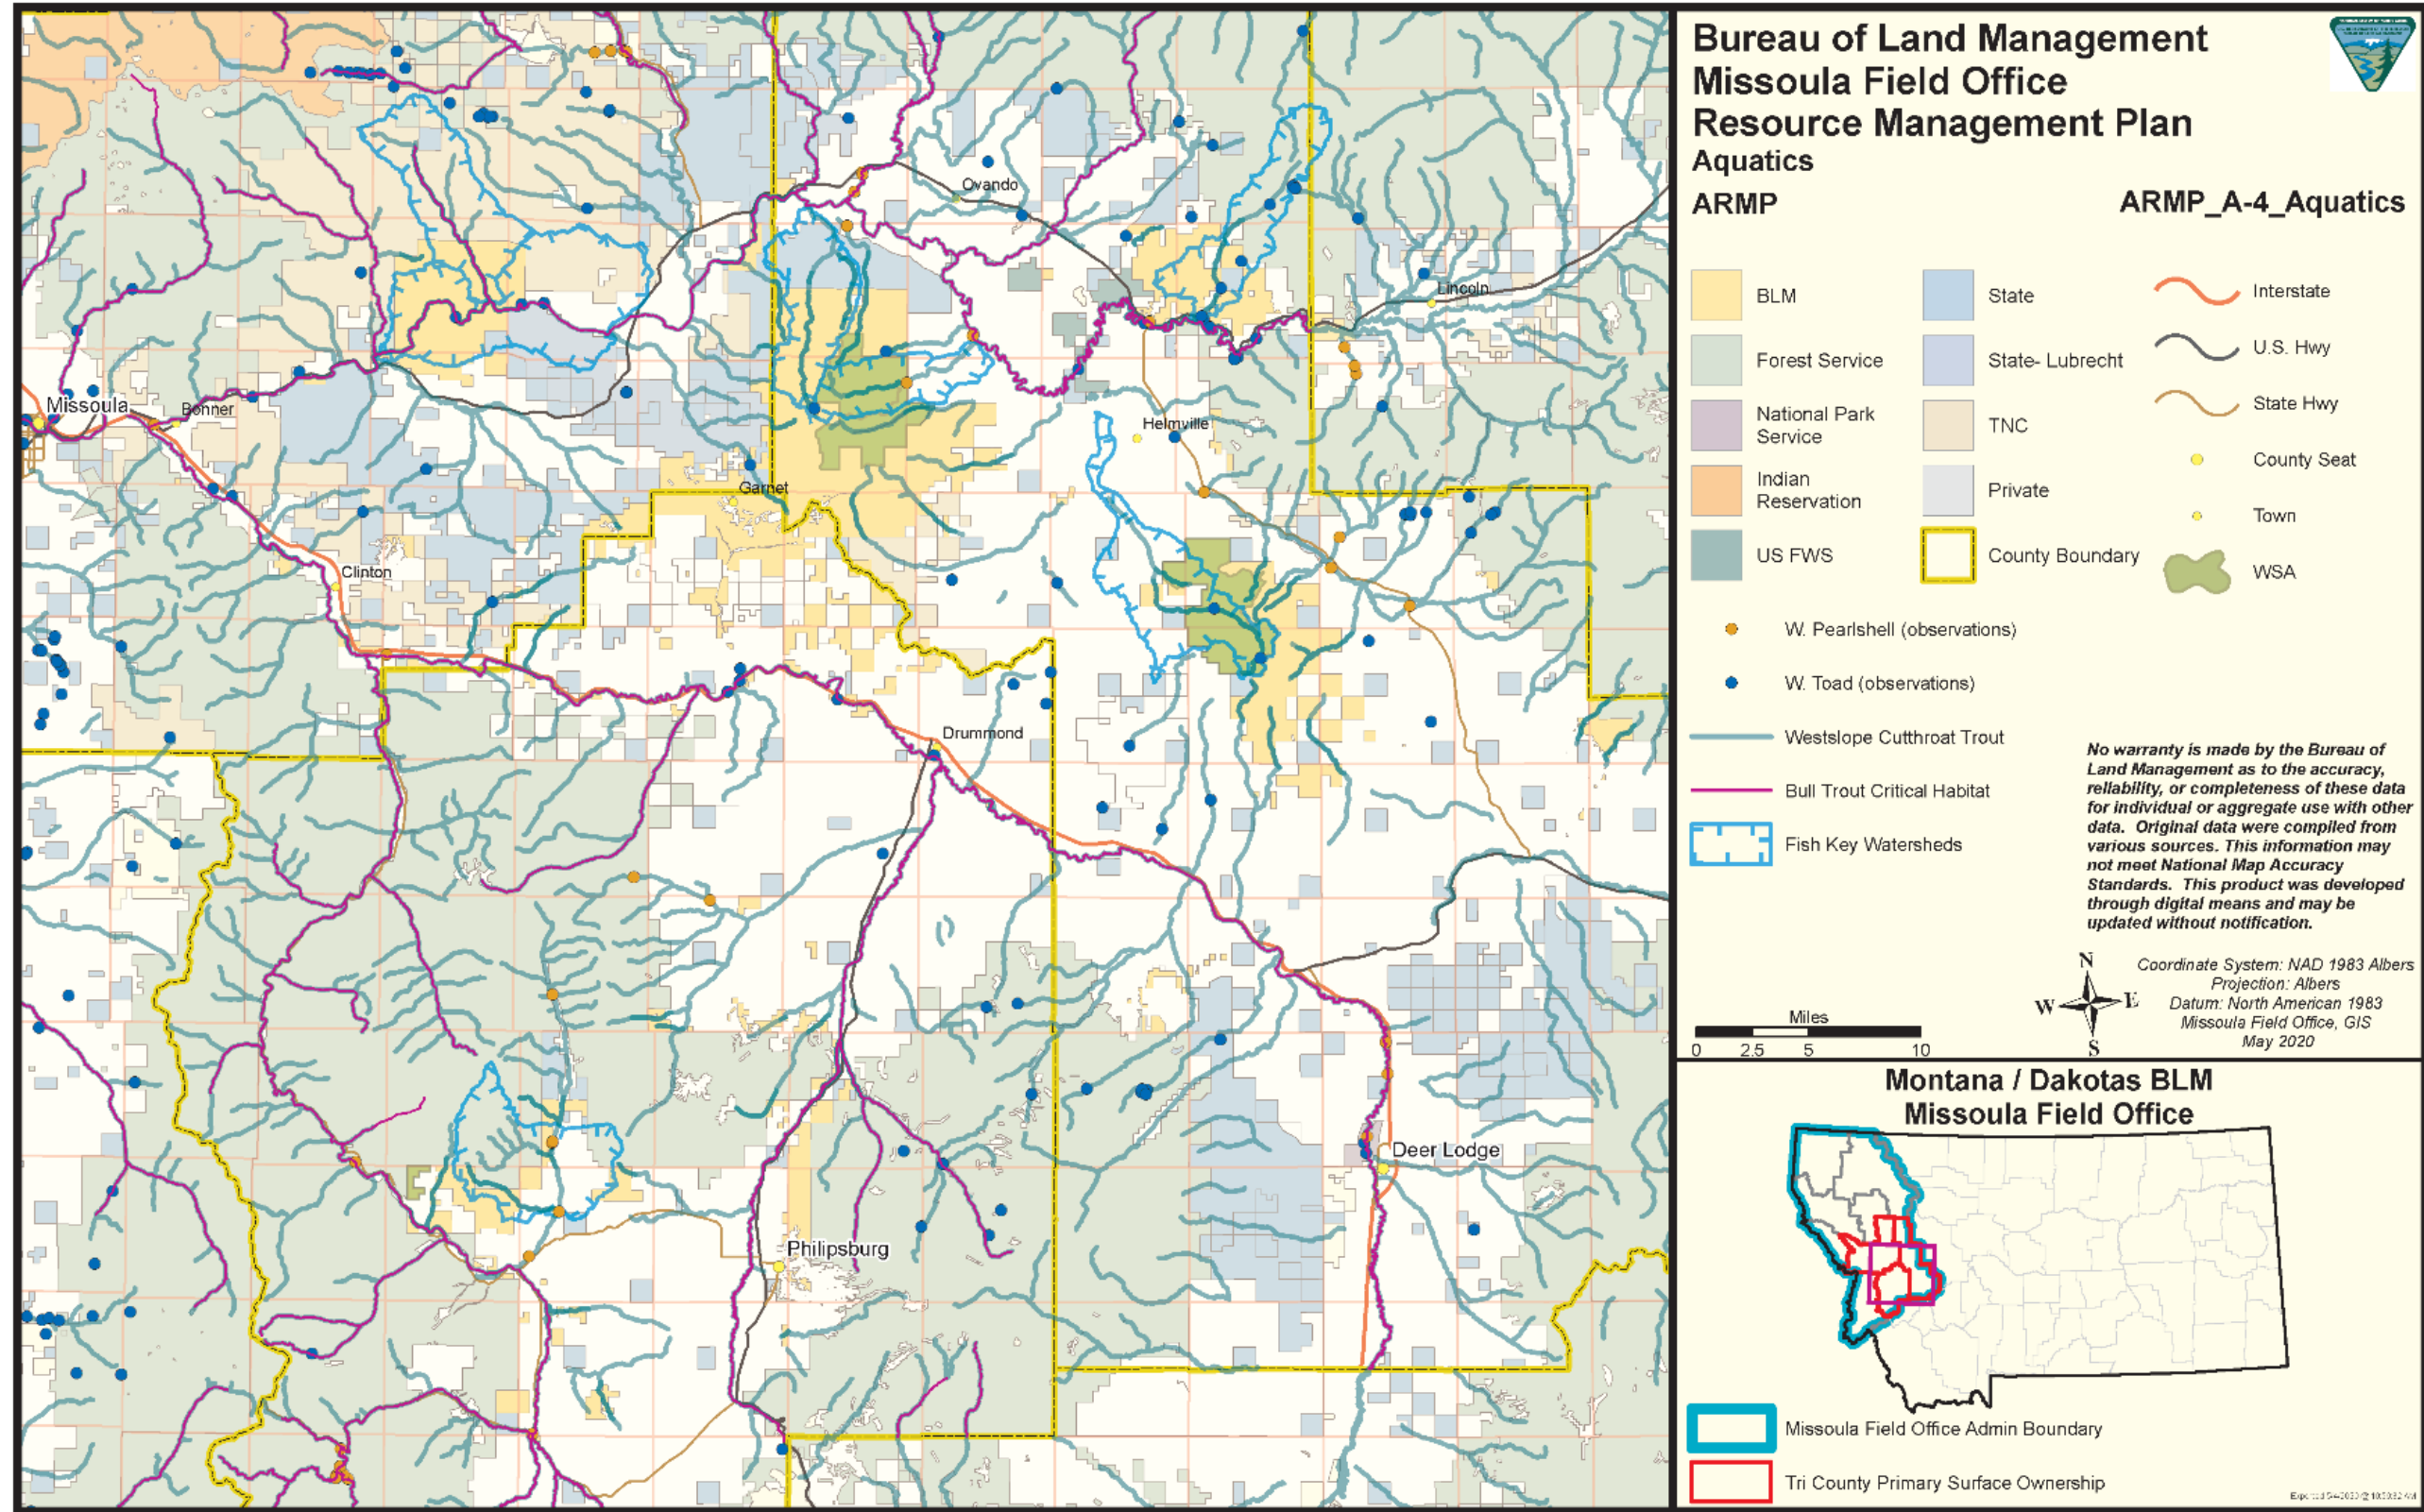 Bureau of Land Management
Missoula Field Office
Resource Management Plan
Aquatics
ARMP
ARMP_A-4_Aquatics
BLM
Forest Service
National Park
Service
Indian
Reservation
US FWS
State
State- Lubrecht
TNC
Private
County Boundary
Interstate
U.S. Hwy
State Hwy
County Seat
Town
WSA
W. Pearlshell (observations)
W. Toad (observations)
Westslope Cutthroat Trout
Bull Trout Critical Habitat
Fish Key Watersheds
No warranty is made by the Bureau of
Land Management as to the accuracy,
reliability, or completeness of these data
for individual or aggregate use with other
data. Original data were compiled from
various sources. This information may
not meet National Map Accuracy
Standards. This product was developed
through digital means and may be
updated without notification.
N
W
E
S
Coordinate System: NAD 1983 Albers
Projection: Albers
Datum: North American 1983
Missoula Field Office, GIS
May 2020
Miles
0 2.5 5 10
Montana / Dakotas BLM
Missoula Field Office
Missoula Field Office Admin Boundary
Tri County Primary Surface Ownership
Ovando
Lincoln
Missoula
Bonner
Helmville
Garnet
Clinton
Drummond
Deer Lodge
Philipsburg